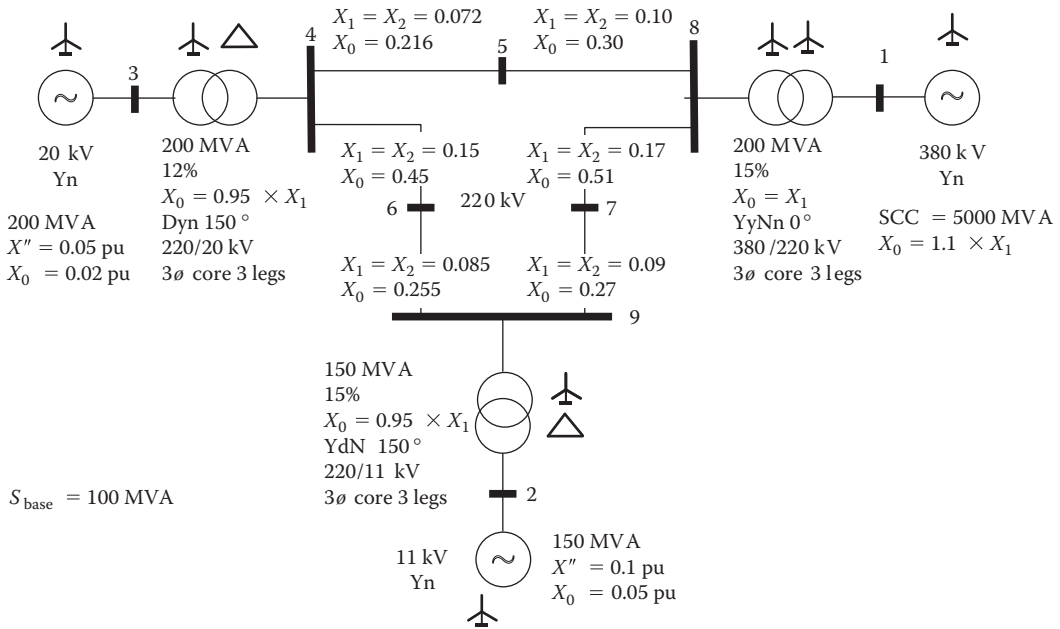 X₁ = X₂ = 0.072
X₀ = 0.216
X₁ = X₂ = 0.10
X₀ = 0.30
4
5
8
3
1
~
~
20 kV
Yn
200 MVA
X″ = 0.05 pu
X₀ = 0.02 pu
200 MVA
12%
X₀ = 0.95 × X₁
Dyn 150°
220/20 kV
3ø core 3 legs
X₁ = X₂ = 0.15
X₀ = 0.45
6
220 kV
X₁ = X₂ = 0.17
X₀ = 0.51
7
200 MVA
15%
X₀ = X₁
YyNn 0°
380/220 kV
3ø core 3 legs
380 kV
Yn
SCC = 5000 MVA
X₀ = 1.1 × X₁
X₁ = X₂ = 0.085
X₀ = 0.255
X₁ = X₂ = 0.09
X₀ = 0.27
9
150 MVA
15%
X₀ = 0.95 × X₁
YdN 150°
220/11 kV
3ø core 3 legs
2
S_base = 100 MVA
~
11 kV
Yn
150 MVA
X″ = 0.1 pu
X₀ = 0.05 pu